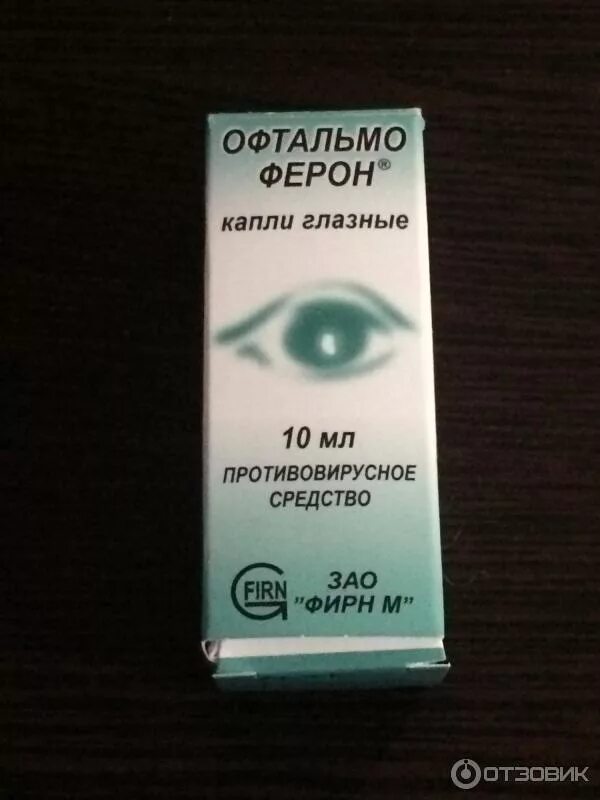 ОФТАЛЬМО
ФЕРОН®
капли глазные
10 мл
ПРОТИВОВИРУСНОЕ
СРЕДСТВО
FIRN
ЗАО
"ФИРН М"
ОТЗОВИК